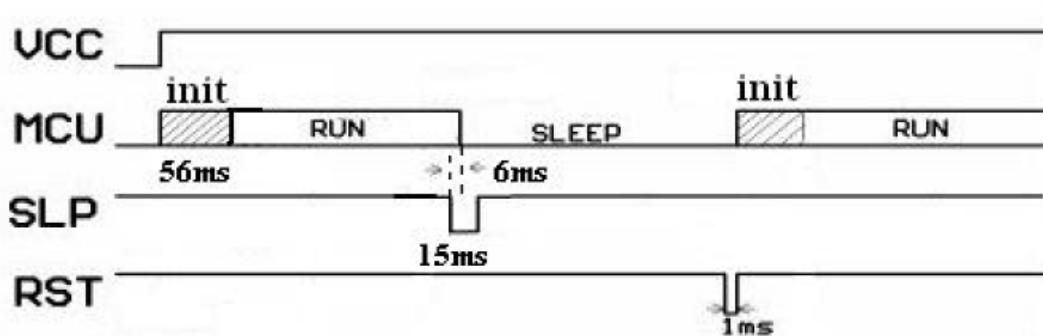 VCC
init
init
MCU
RUN
SLEEP
RUN
56ms
6ms
SLP
15ms
RST
1ms